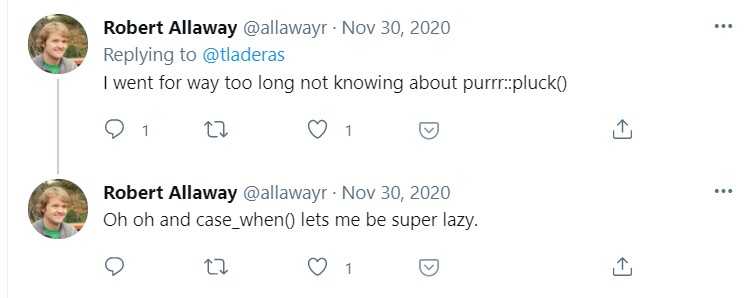 Robert Allaway @allawayr · Nov 30, 2020
Replying to @tladeras
I went for way too long not knowing about purrr::pluck()
1 1
Robert Allaway @allawayr · Nov 30, 2020
Oh oh and case_when() lets me be super lazy.
1